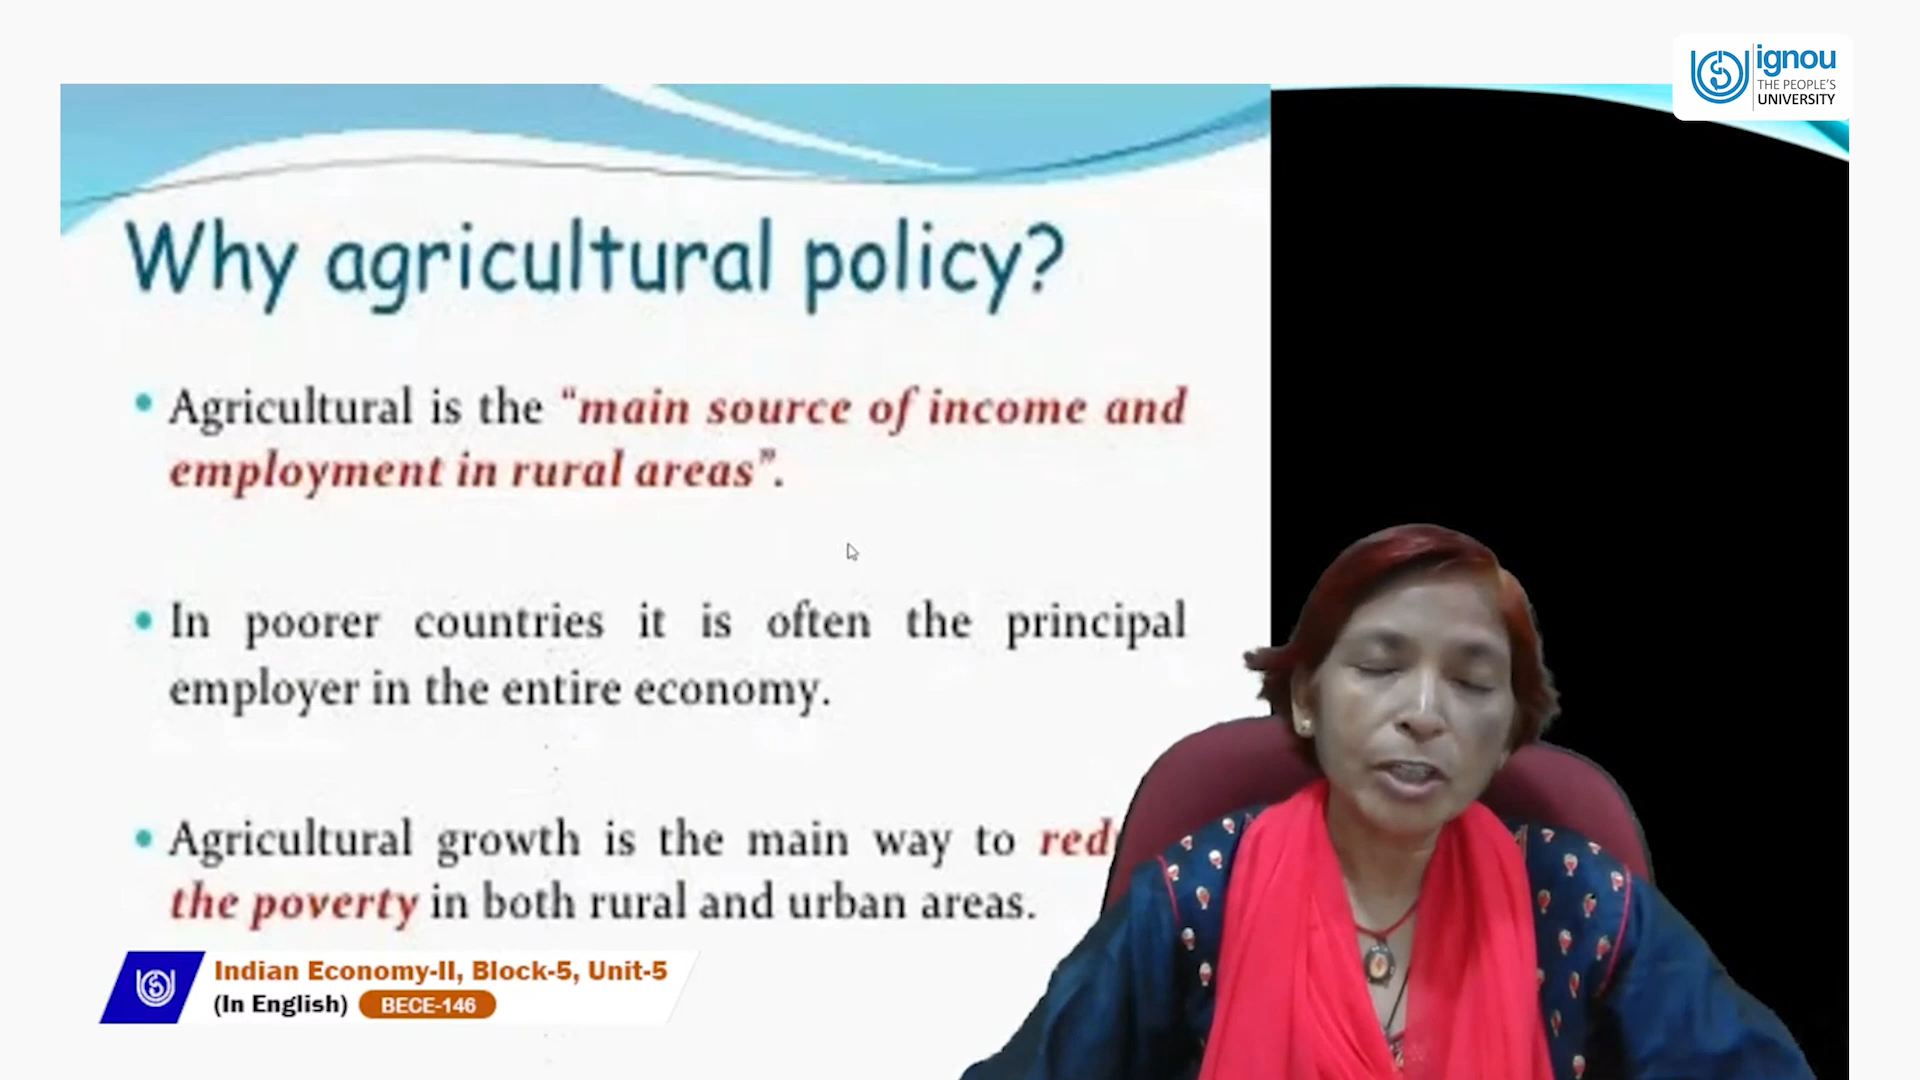 ignou
THE PEOPLE'S
UNIVERSITY
Why agricultural policy?
• Agricultural is the “main source of income and
employment in rural areas”.
• In poorer countries it is often the principal
employer in the entire economy.
• Agricultural growth is the main way to
the poverty in both rural and urban areas.
Indian Economy-II, Block-5, Unit-5
(In English) BECE-146